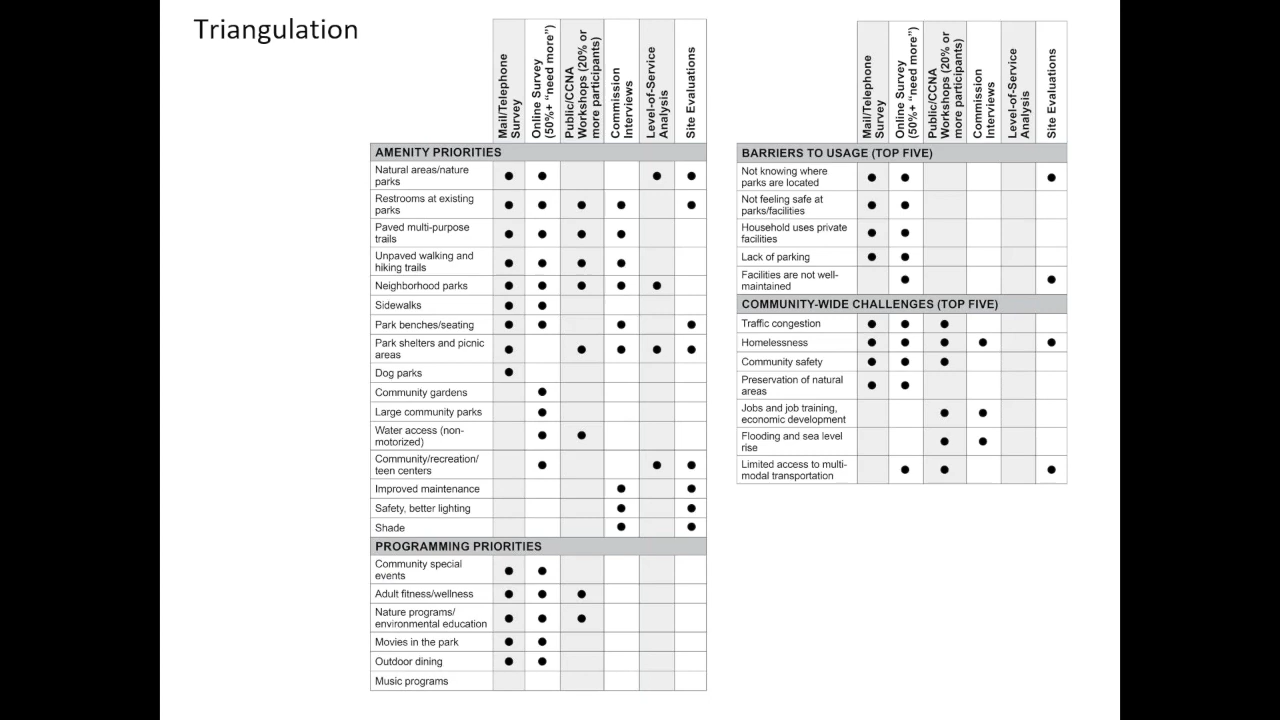 Triangulation
Mail/Telephone
Survey
Online Survey
(50%+ “need more”)
Public/CCNA
Workshops (20% or
more participants)
Commission
Interviews
Level-of-Service
Analysis
Site Evaluations
AMENITY PRIORITIES
Natural areas/nature
parks
Restrooms at existing
parks
Paved multi-purpose
trails
Unpaved walking and
hiking trails
Neighborhood parks
Sidewalks
Park benches/seating
Park shelters and picnic
areas
Dog parks
Community gardens
Large community parks
Water access (non-
motorized)
Community/recreation/
teen centers
Improved maintenance
Safety, better lighting
Shade
PROGRAMMING PRIORITIES
Community special
events
Adult fitness/wellness
Nature programs/
environmental education
Movies in the park
Outdoor dining
Music programs
Mail/Telephone
Survey
Online Survey
(50%+ “need more”)
Public/CCNA
Workshops (20% or
more participants)
Commission
Interviews
Level-of-Service
Analysis
Site Evaluations
BARRIERS TO USAGE (TOP FIVE)
Not knowing where
parks are located
Not feeling safe at
parks/facilities
Household uses private
facilities
Lack of parking
Facilities are not well-
maintained
COMMUNITY-WIDE CHALLENGES (TOP FIVE)
Traffic congestion
Homelessness
Community safety
Preservation of natural
areas
Jobs and job training,
economic development
Flooding and sea level
rise
Limited access to multi-
modal transportation